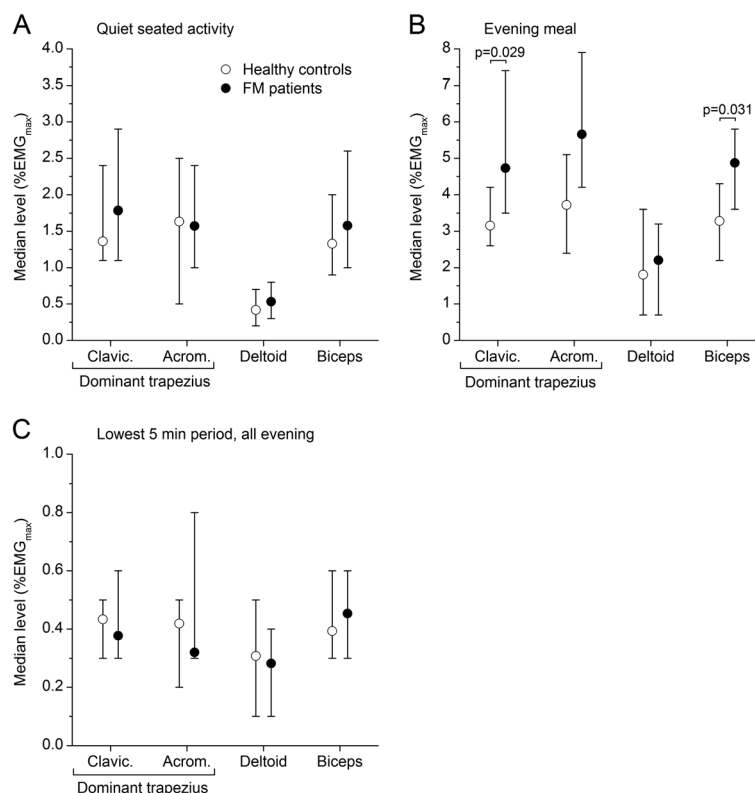 A Quiet seated activity
Median level (%EMGmax)
4.0
3.5
3.0
2.5
2.0
1.5
1.0
0.5
0.0
Healthy controls
FM patients
Clavic. Acrom. Deltoid Biceps
Dominant trapezius
B Evening meal
Median level (%EMGmax)
8
7
6
5
4
3
2
1
0
p=0.029
p=0.031
Clavic. Acrom. Deltoid Biceps
Dominant trapezius
C Lowest 5 min period, all evening
Median level (%EMGmax)
1.0
0.8
0.6
0.4
0.2
0.0
Clavic. Acrom. Deltoid Biceps
Dominant trapezius